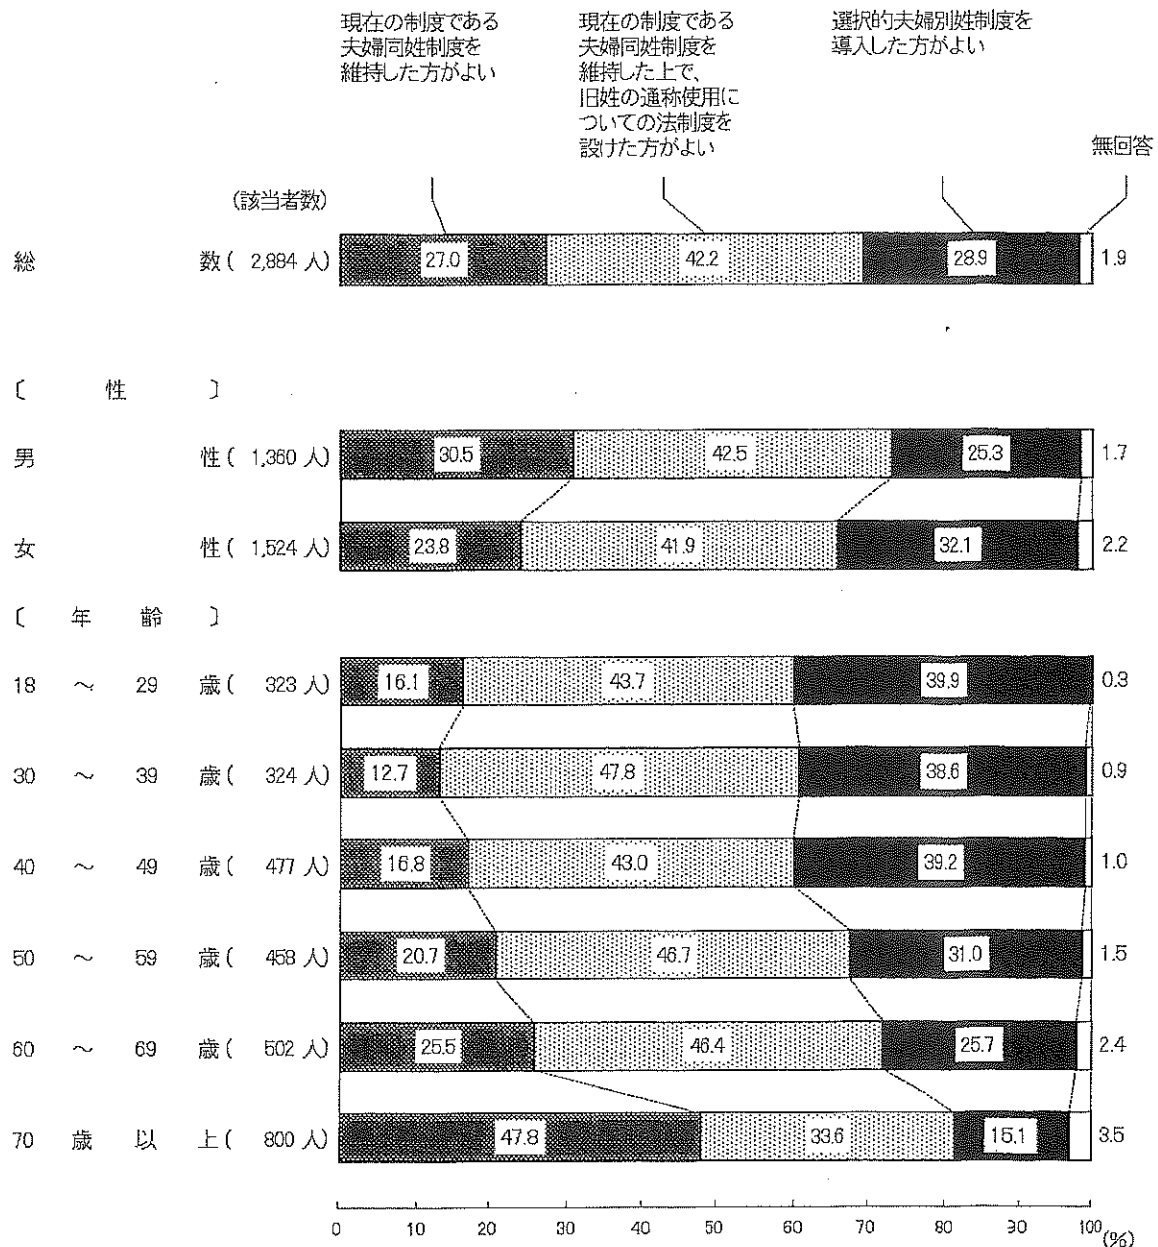 現在の制度である
夫婦同姓制度を
維持した方がよい
現在の制度である
夫婦同姓制度を
維持した上で、
旧姓の通称使用に
ついての法制度を
設けた方がよい
選択的夫婦別姓制度を
導入した方がよい
無回答
(該当者数)
総 数 ( 2,884 人) 27.0 42.2 28.9 1.9
〔 性 〕
男 性 ( 1,360 人) 30.5 42.5 25.3 1.7
女 性 ( 1,524 人) 23.8 41.9 32.1 2.2
〔 年 齢 〕
18 ～ 29 歳 ( 323 人) 16.1 43.7 39.9 0.3
30 ～ 39 歳 ( 324 人) 12.7 47.8 38.6 0.9
40 ～ 49 歳 ( 477 人) 16.8 43.0 39.2 1.0
50 ～ 59 歳 ( 458 人) 20.7 46.7 31.0 1.5
60 ～ 69 歳 ( 502 人) 25.5 46.4 25.7 2.4
70 歳 以 上 ( 800 人) 47.8 33.6 15.1 3.5
0 10 20 30 40 50 60 70 80 90 100 (%)